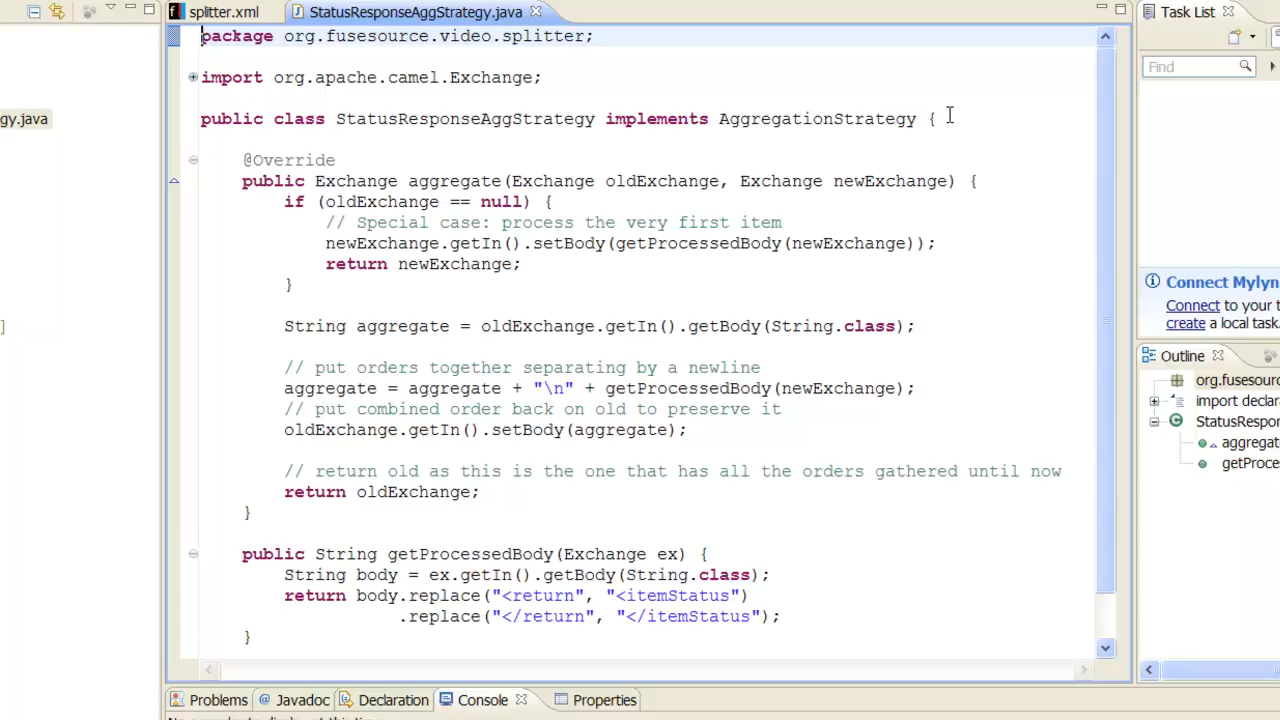 splitter.xml StatusResponseAggStrategy.java Task List
package org.fusesource.video.splitter;
Find
import org.apache.camel.Exchange;
gy.java
public class StatusResponseAggStrategy implements AggregationStrategy {
@Override
public Exchange aggregate(Exchange oldExchange, Exchange newExchange) {
if (oldExchange == null) {
// Special case: process the very first item
newExchange.getIn().setBody(getProcessedBody(newExchange));
return newExchange;
}
Connect Mylyn
Connect to your t
create a local task.
]
String aggregate = oldExchange.getIn().getBody(String.class);
Outline
// put orders together separating by a newline
org.fusesourc
aggregate = aggregate + "\n" + getProcessedBody(newExchange);
import declara
// put combined order back on old to preserve it
StatusRespon
oldExchange.getIn().setBody(aggregate);
aggregat
getProce
// return old as this is the one that has all the orders gathered until now
return oldExchange;
}
public String getProcessedBody(Exchange ex) {
String body = ex.getIn().getBody(String.class);
return body.replace("<return", "<itemStatus")
.replace("</return", "</itemStatus");
}
Problems @ Javadoc Declaration Console Properties